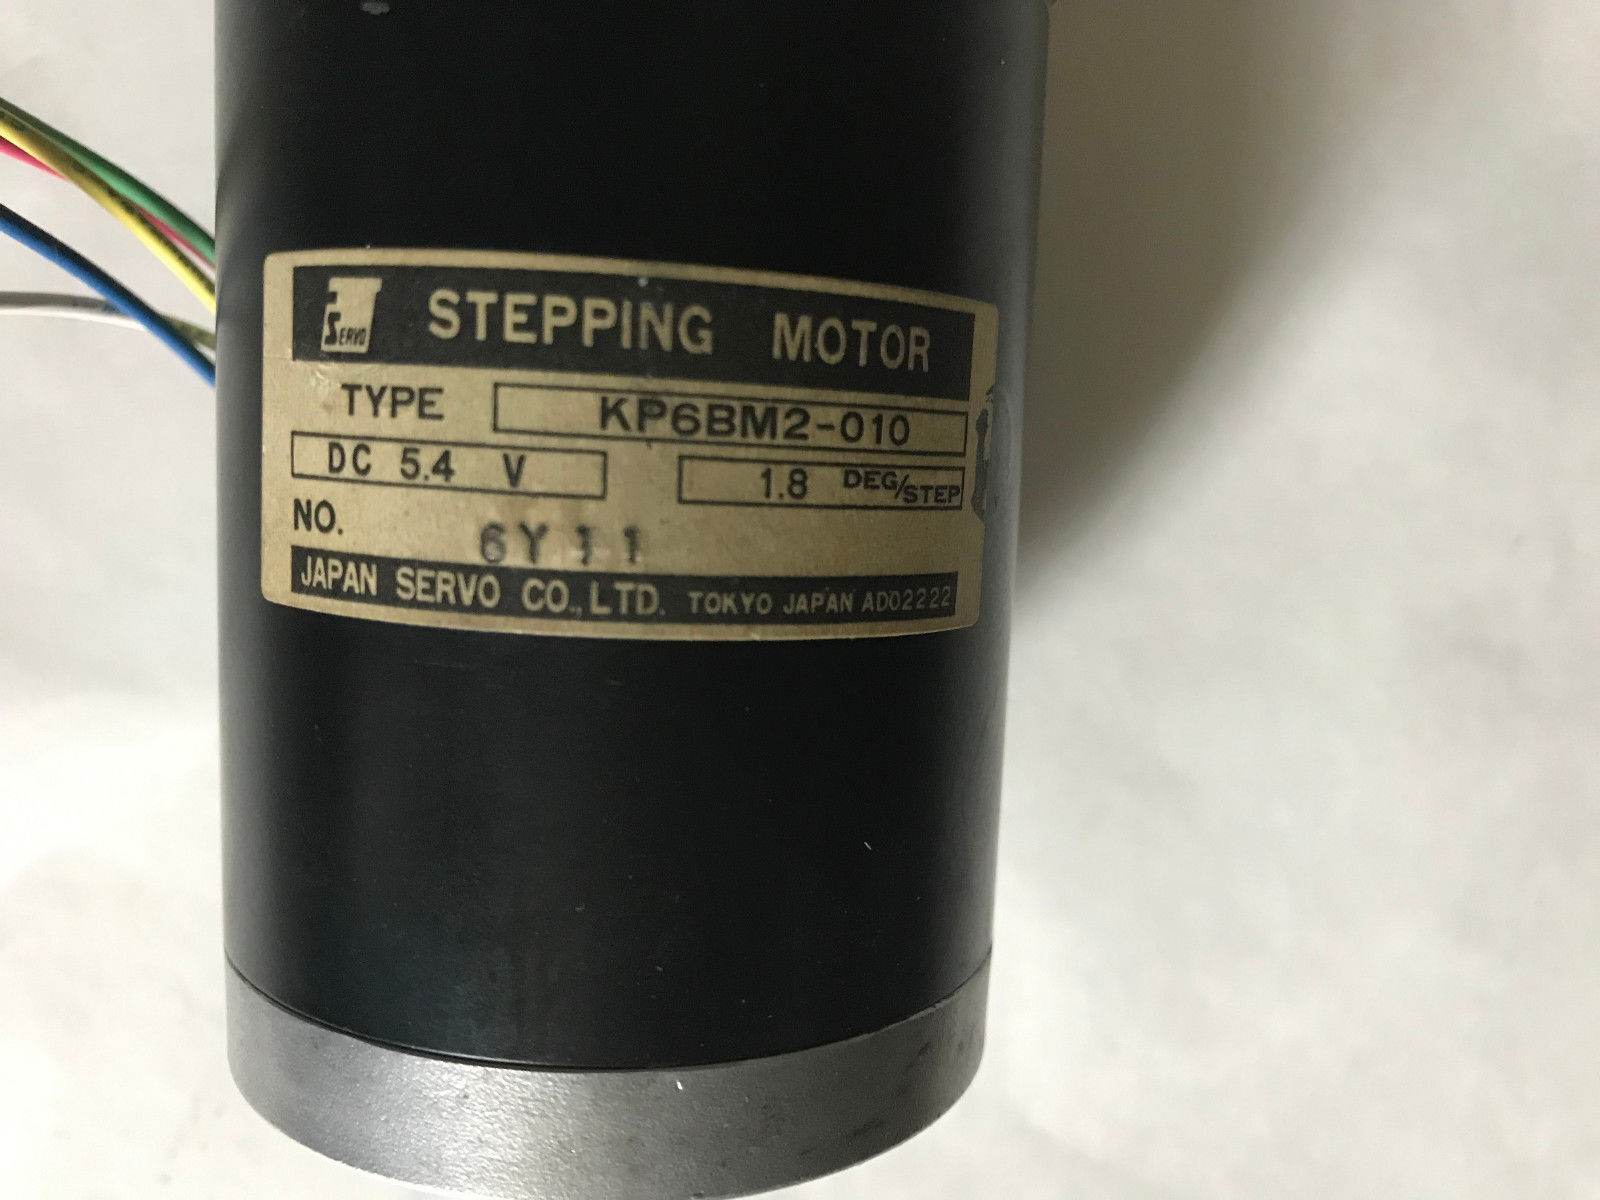 SERVO STEPPING MOTOR
TYPE KP6BM2-010
DC 5.4 V 1.8 DEG/STEP
NO. 6Y11
JAPAN SERVO CO., LTD. TOKYO JAPAN AD02222